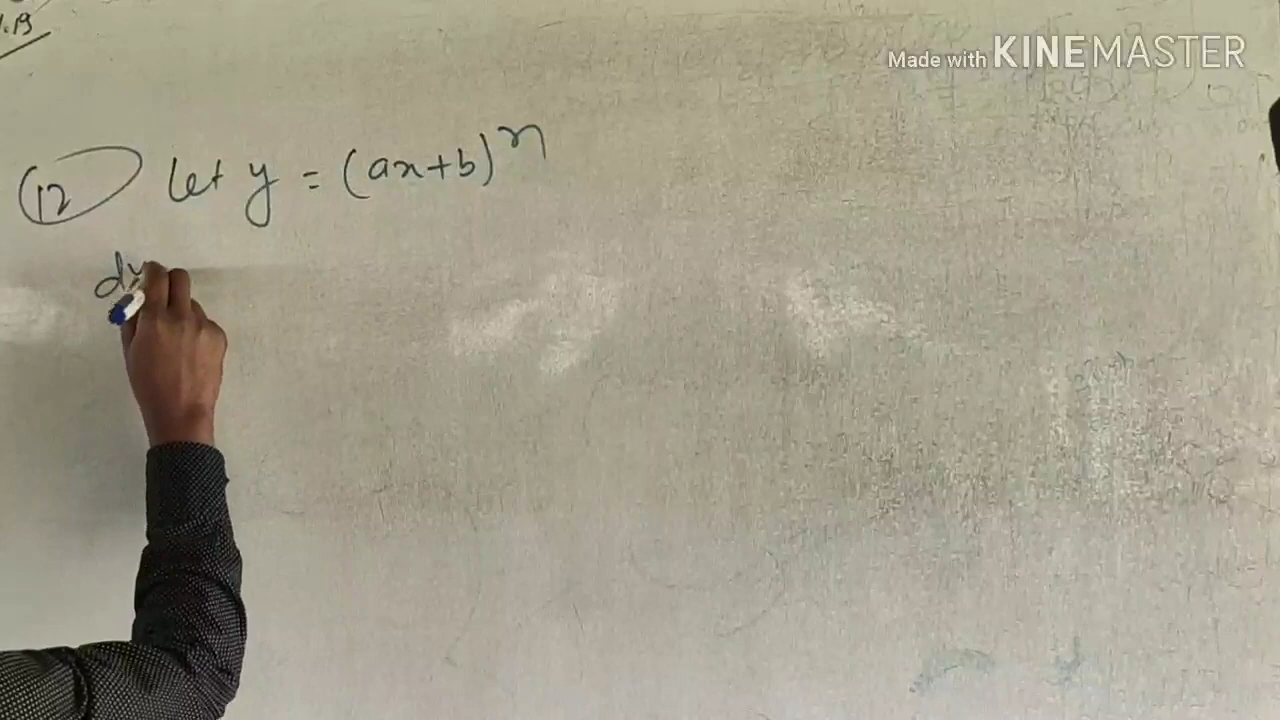 Made with KINEMASTER
(12) Let y = (ax+b)^n
dy